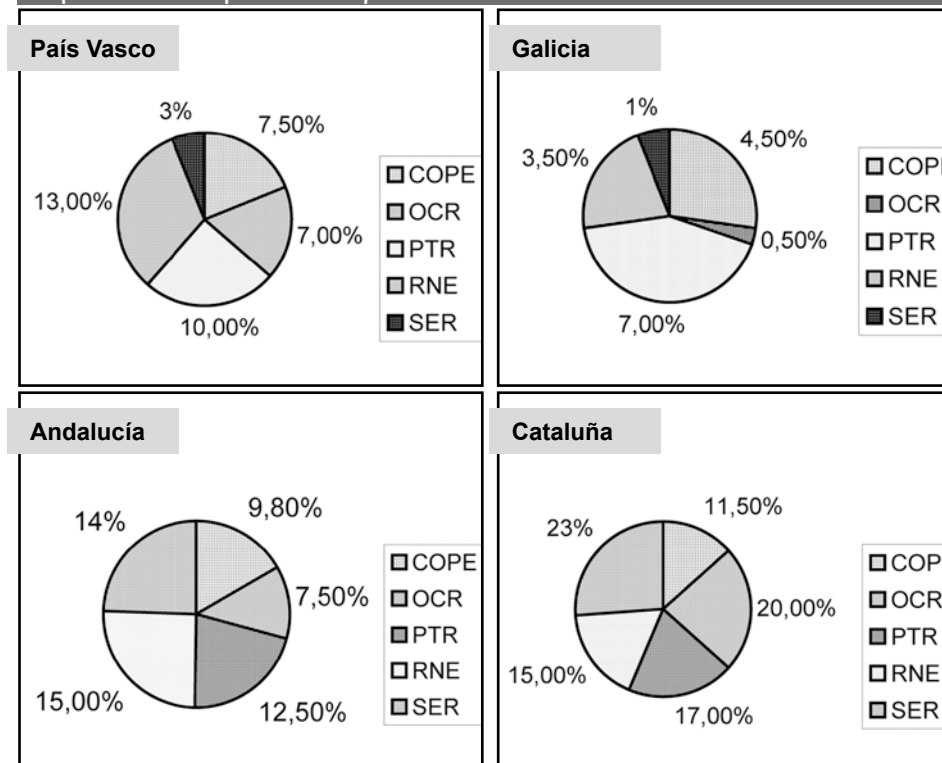 País Vasco
3%
7,50%
13,00%
7,00%
10,00%
COPE
OCR
PTR
RNE
SER
Galicia
1%
4,50%
3,50%
0,50%
7,00%
COPE
OCR
PTR
RNE
SER
Andalucía
14%
9,80%
7,50%
15,00%
12,50%
COPE
OCR
PTR
RNE
SER
Cataluña
23%
11,50%
20,00%
15,00%
17,00%
COP
OCR
PTR
RNE
SER